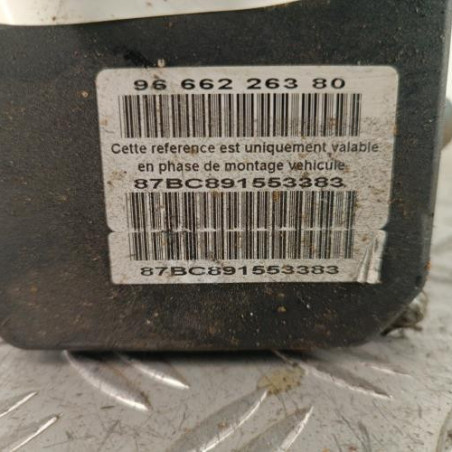 96 662 263 80
Cette reference est uniquement valable
en phase de montage vehicule
87BC891553383
87BC891553383